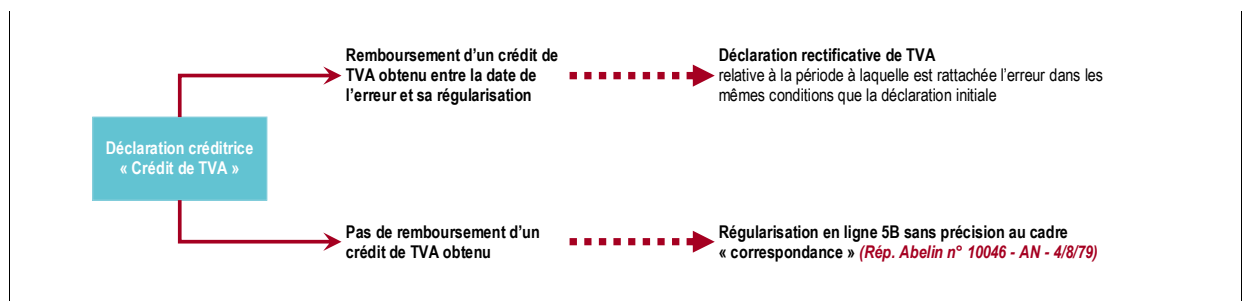 Déclaration créditrice
« Crédit de TVA »
Remboursement d’un crédit de
TVA obtenu entre la date de
l’erreur et sa régularisation
Déclaration rectificative de TVA
relative à la période à laquelle est rattachée l’erreur dans les
mêmes conditions que la déclaration initiale
Pas de remboursement d’un
crédit de TVA obtenu
Régularisation en ligne 5B sans précision au cadre
« correspondance » (Rép. Abelin n° 10046 - AN - 4/8/79)